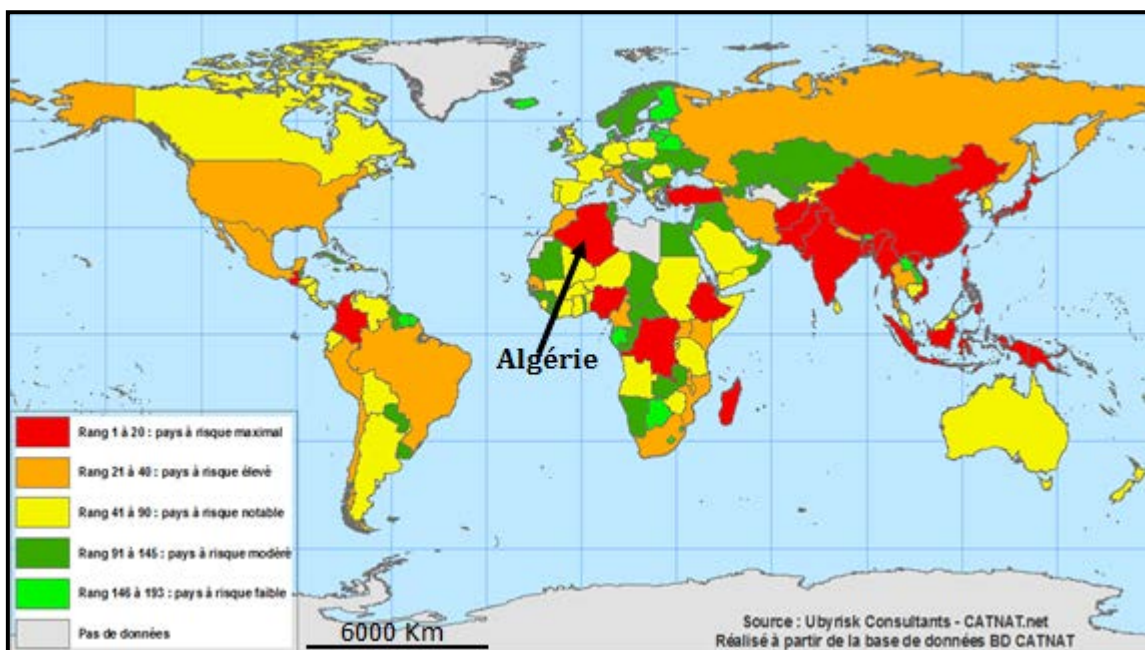 Algérie
Rang 1 à 20 : pays à risque maximal
Rang 21 à 40 : pays à risque élevé
Rang 41 à 90 : pays à risque notable
Rang 91 à 145 : pays à risque modéré
Rang 146 à 193 : pays à risque faible
Pas de données
6000 Km
Source : Ubyrisk Consultants - CATNAT.net
Réalisé à partir de la base de données BD CATNAT